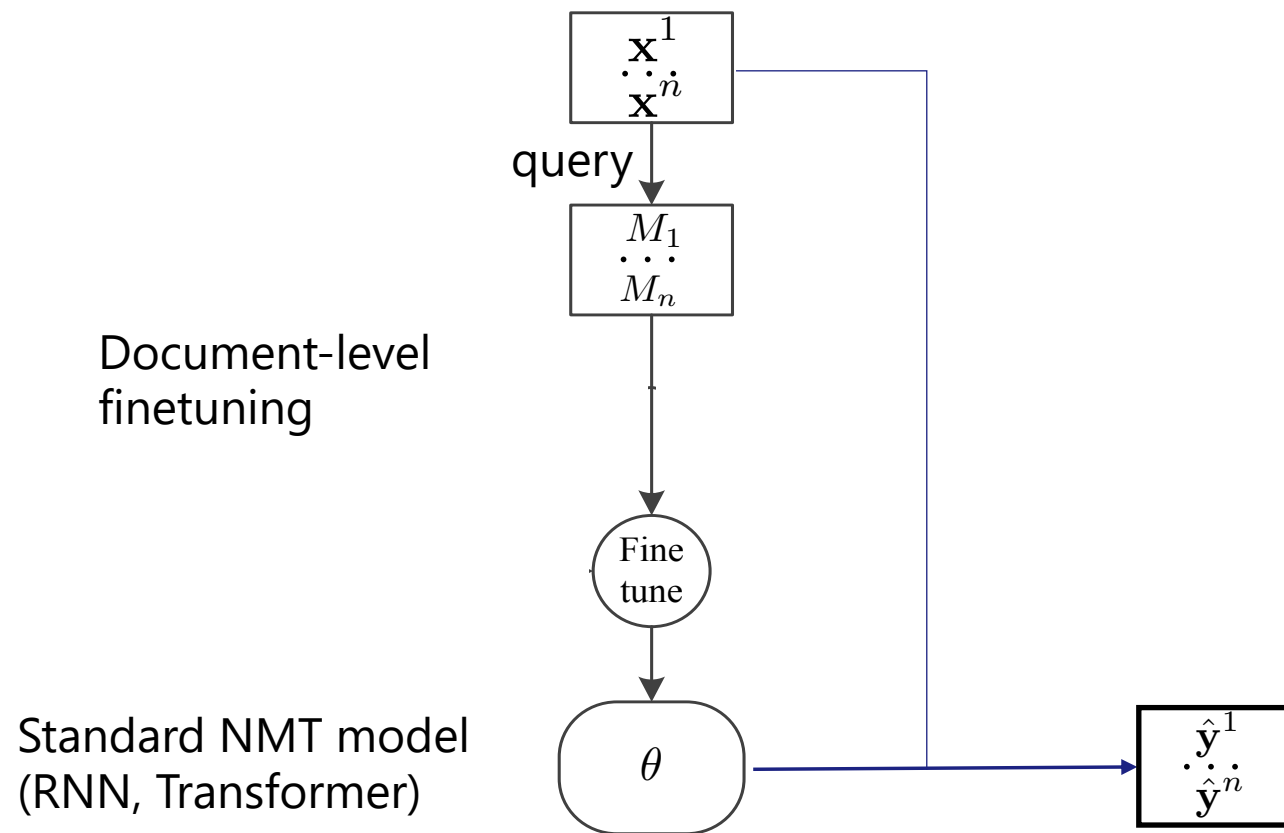 x^1
. . .
x^n
query
M_1
. . .
M_n
Document-level
finetuning
Fine
tune
Standard NMT model
(RNN, Transformer)
θ
ŷ^1
. . .
ŷ^n